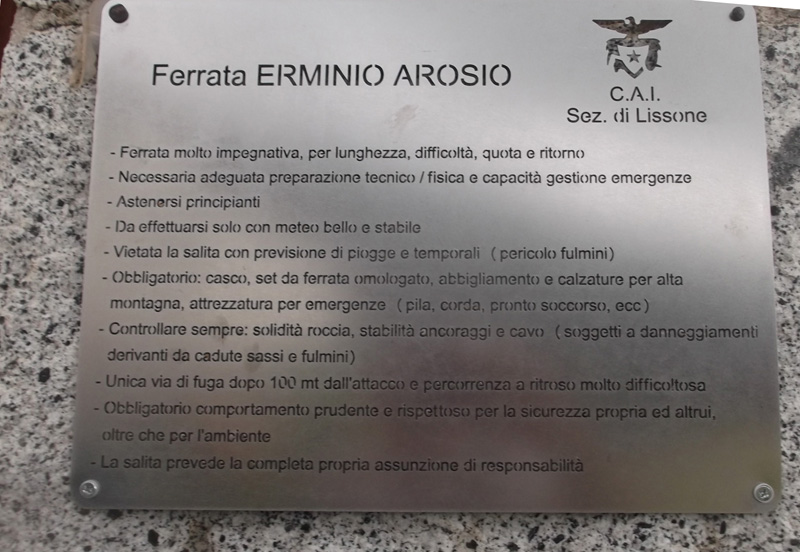 Ferrata ERMINIO AROSIO
C.A.I.
Sez. di Lissone
- Ferrata molto impegnativa, per lunghezza, difficoltà, quota e ritorno
- Necessaria adeguata preparazione tecnico / fisica e capacità gestione emergenze
- Astenersi principianti
- Da effettuarsi solo con meteo bello e stabile
- Vietata la salita con previsione di piogge e temporali ( pericolo fulmini)
- Obbligatorio: casco, set da ferrata omologato, abbigliamento e calzature per alta
montagna, attrezzatura per emergenze ( pila, corda, pronto soccorso, ecc)
- Controllare sempre: solidità roccia, stabilità ancoraggi e cavo ( soggetti a danneggiamenti
derivanti da cadute sassi e fulmini)
- Unica via di fuga dopo 100 mt dall'attacco e percorrenza a ritroso molto difficoltosa
- Obbligatorio comportamento prudente e rispettoso per la sicurezza propria ed altrui,
oltre che per l'ambiente
- La salita prevede la completa propria assunzione di responsabilità